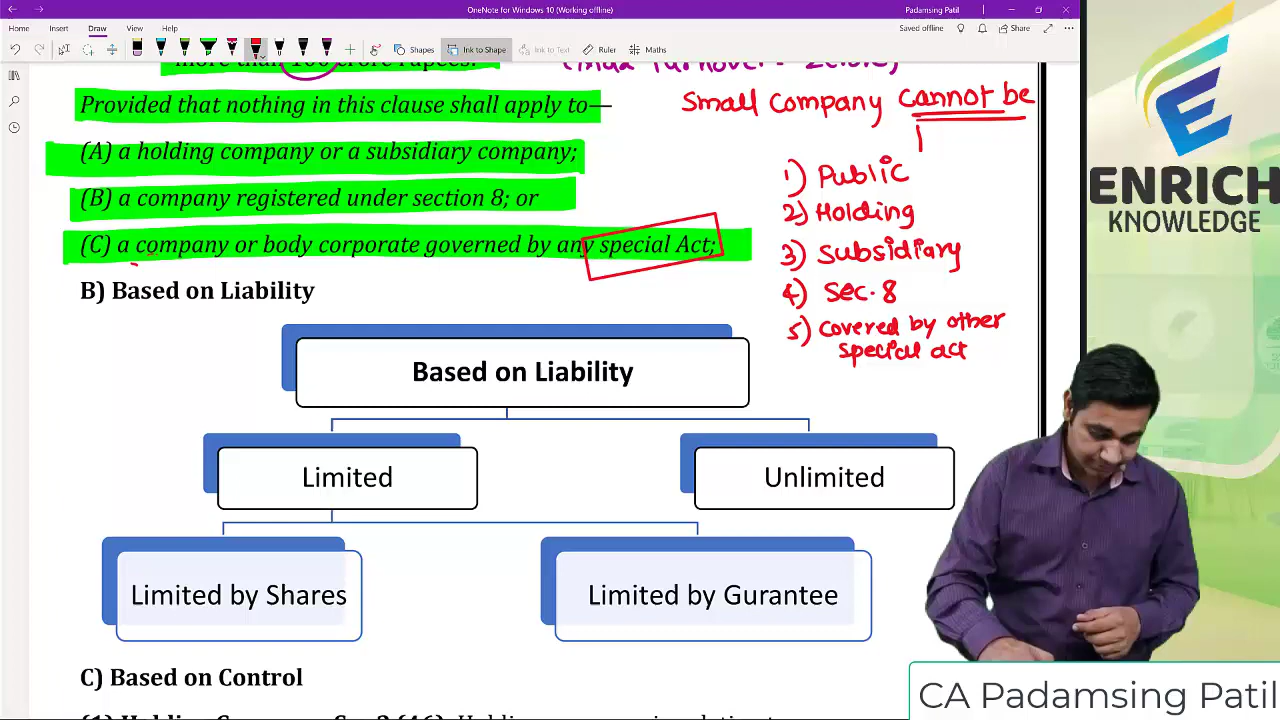 OneNote for Windows 10 (Working offline)
Padamsing Patil
Home Insert Draw View Help
Saved offline
Share
Shapes
Ink to Shape
Ink to Text
Ruler
Maths
more than 100 crore rupees.
Provided that nothing in this clause shall apply to—
(A) a holding company or a subsidiary company;
(B) a company registered under section 8; or
(C) a company or body corporate governed by any special Act;
Small Company cannot be
1) Public
2) Holding
3) Subsidiary
4) Sec. 8
5) Covered by other
special act
B) Based on Liability
Based on Liability
Limited
Unlimited
Limited by Shares
Limited by Gurantee
C) Based on Control
ENRICH
KNOWLEDGE
CA Padamsing Patil